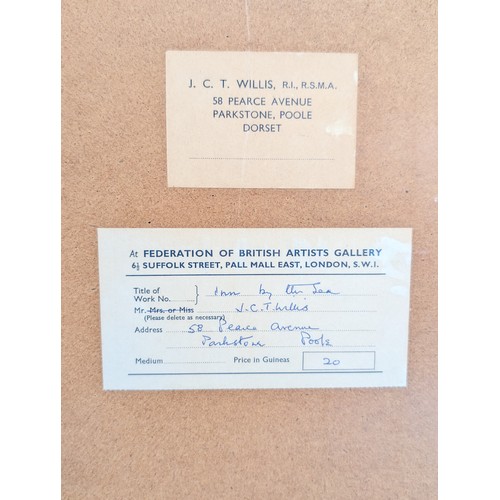 J. C. T. WILLIS, R.I., R.S.M.A.
58 PEARCE AVENUE
PARKSTONE, POOLE
DORSET
At FEDERATION OF BRITISH ARTISTS GALLERY
6½ SUFFOLK STREET, PALL MALL EAST, LONDON, S.W.1.
Title of
Work No. } Inn by the Sea
Mr. Mrs. or Miss J.C.T. Willis
(Please delete as necessary)
Address 58 Pearce Avenue
Parkstone Poole
Medium Price in Guineas 20